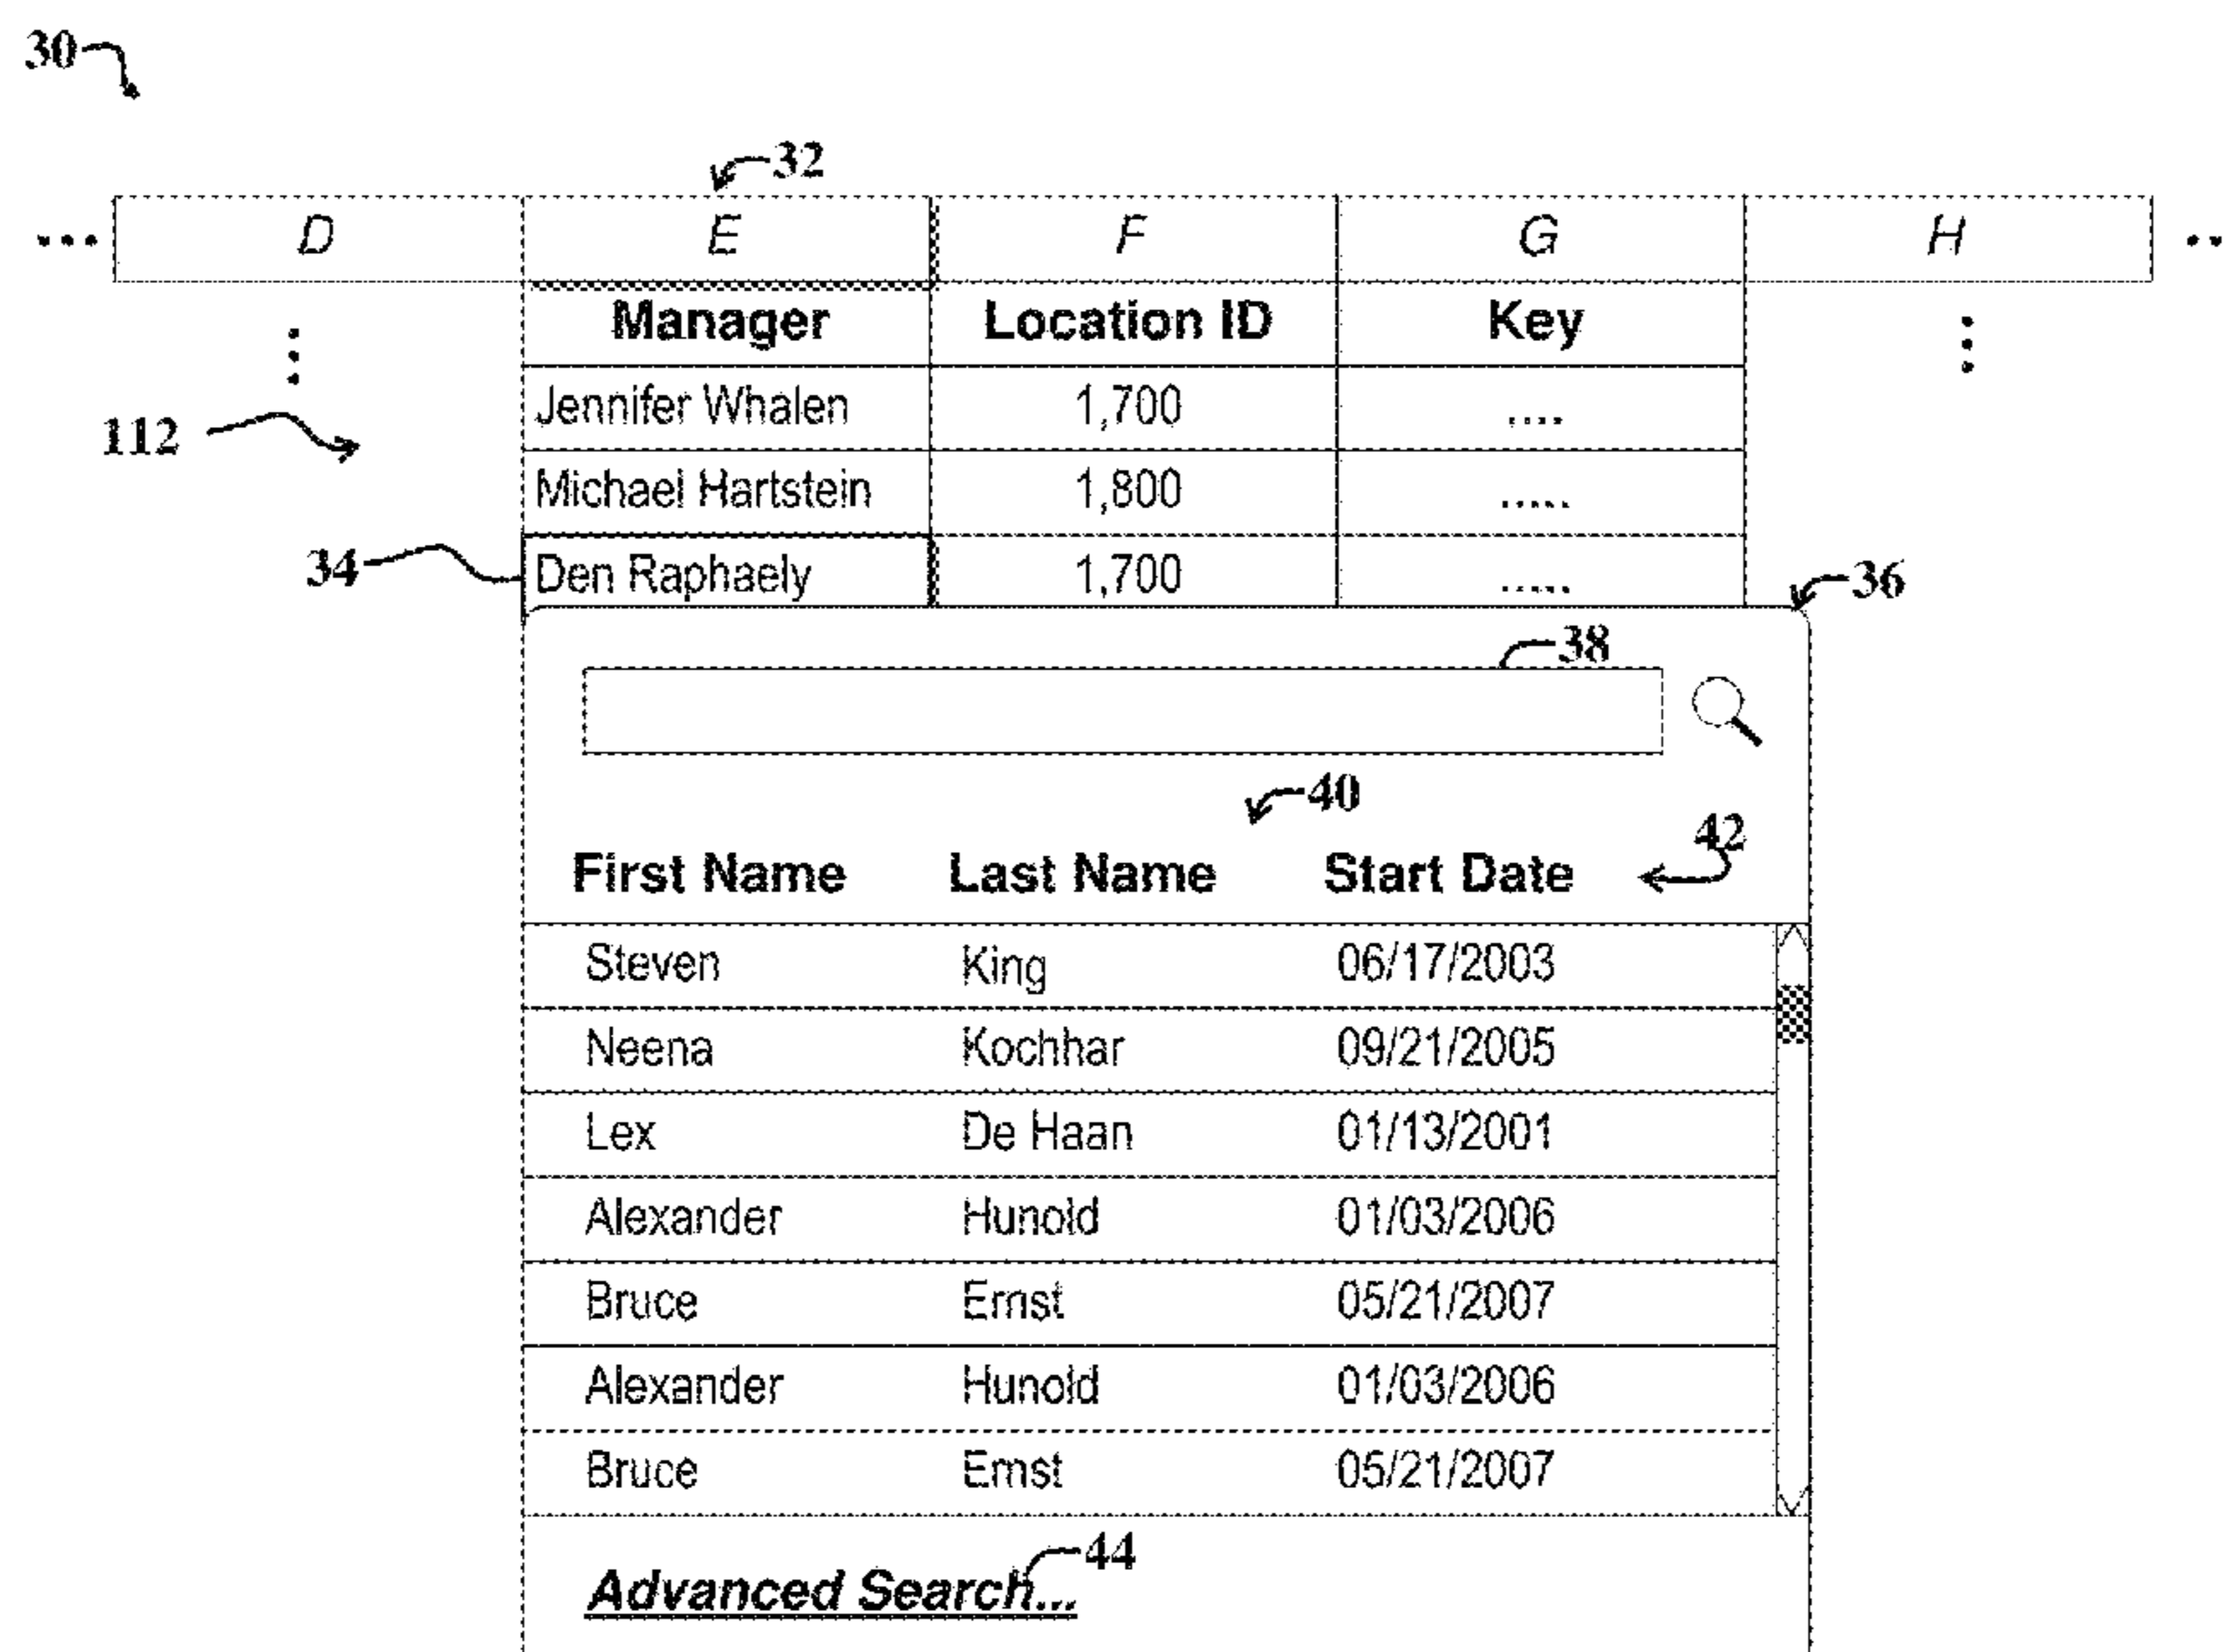 30
32
... D E F G H ..
Manager Location ID Key
112 Jennifer Whalen 1,700 ....
Michael Hartstein 1,800 .....
34 Den Raphaely 1,700 .....
36
38
40
42
First Name Last Name Start Date
Steven King 06/17/2003
Neena Kochhar 09/21/2005
Lex De Haan 01/13/2001
Alexander Hunold 01/03/2006
Bruce Ernst 05/21/2007
Alexander Hunold 01/03/2006
Bruce Ernst 05/21/2007
44
Advanced Search...